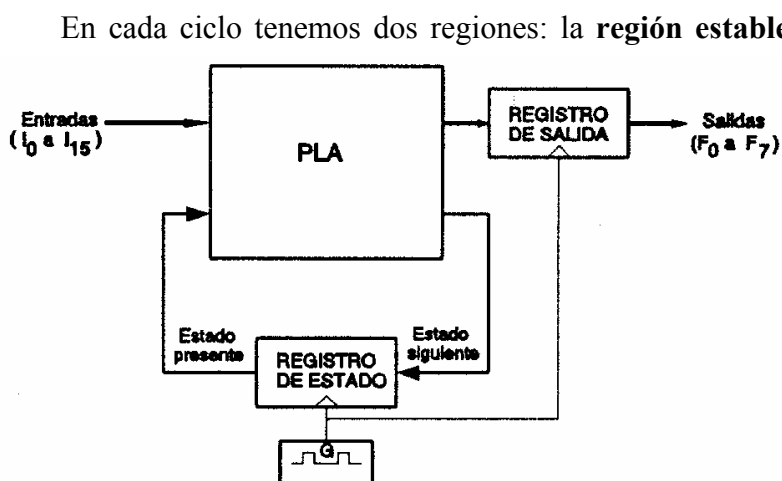 En cada ciclo tenemos dos regiones: la región estable
Entradas
(I0 a I15)
PLA
REGISTRO
DE SALIDA
Salidas
(F0 a F7)
Estado
presente
REGISTRO
DE ESTADO
Estado
siguiente
G